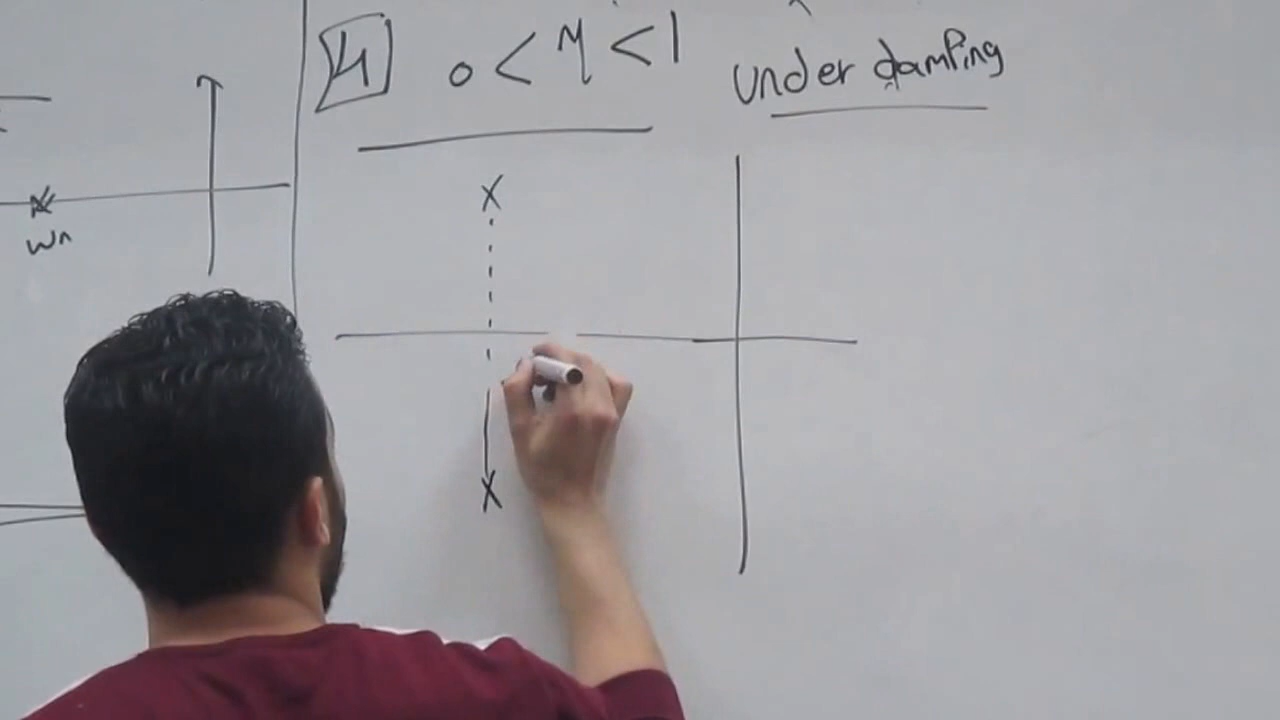 4 0 < η < 1 under damping
x
wn
x